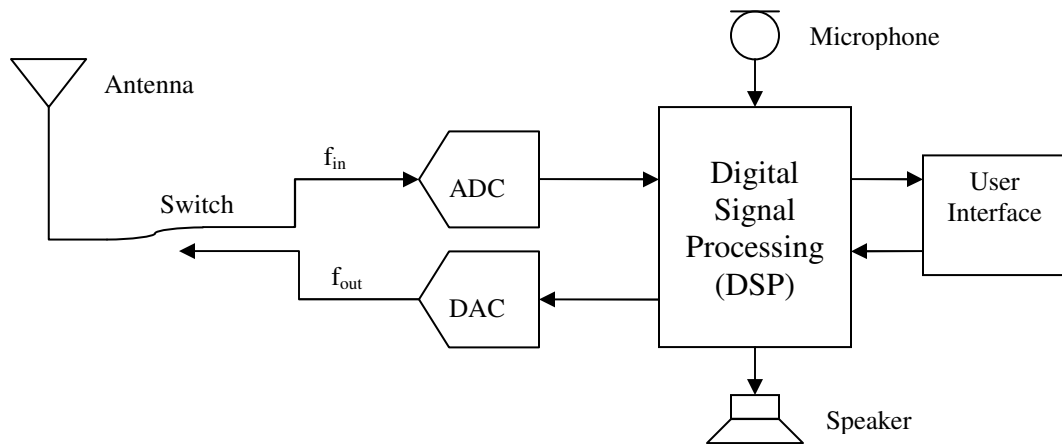 Microphone
Antenna
f_in
ADC
Switch
Digital
Signal
Processing
(DSP)
User
Interface
f_out
DAC
Speaker